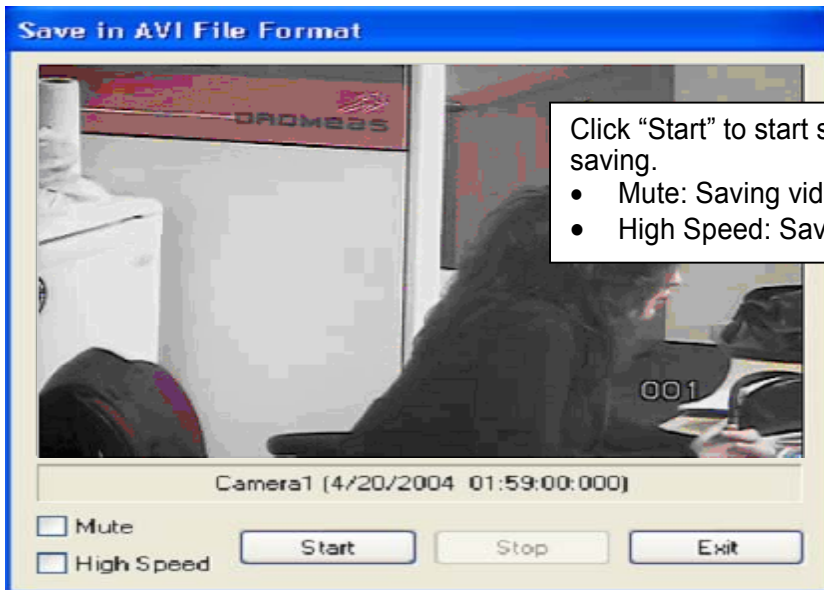 Save in AVI File Format
Click “Start” to start s
saving.
• Mute: Saving vid
• High Speed: Sav
001
Camera1 (4/20/2004 01:59:00:000)
Mute
High Speed
Start
Stop
Exit